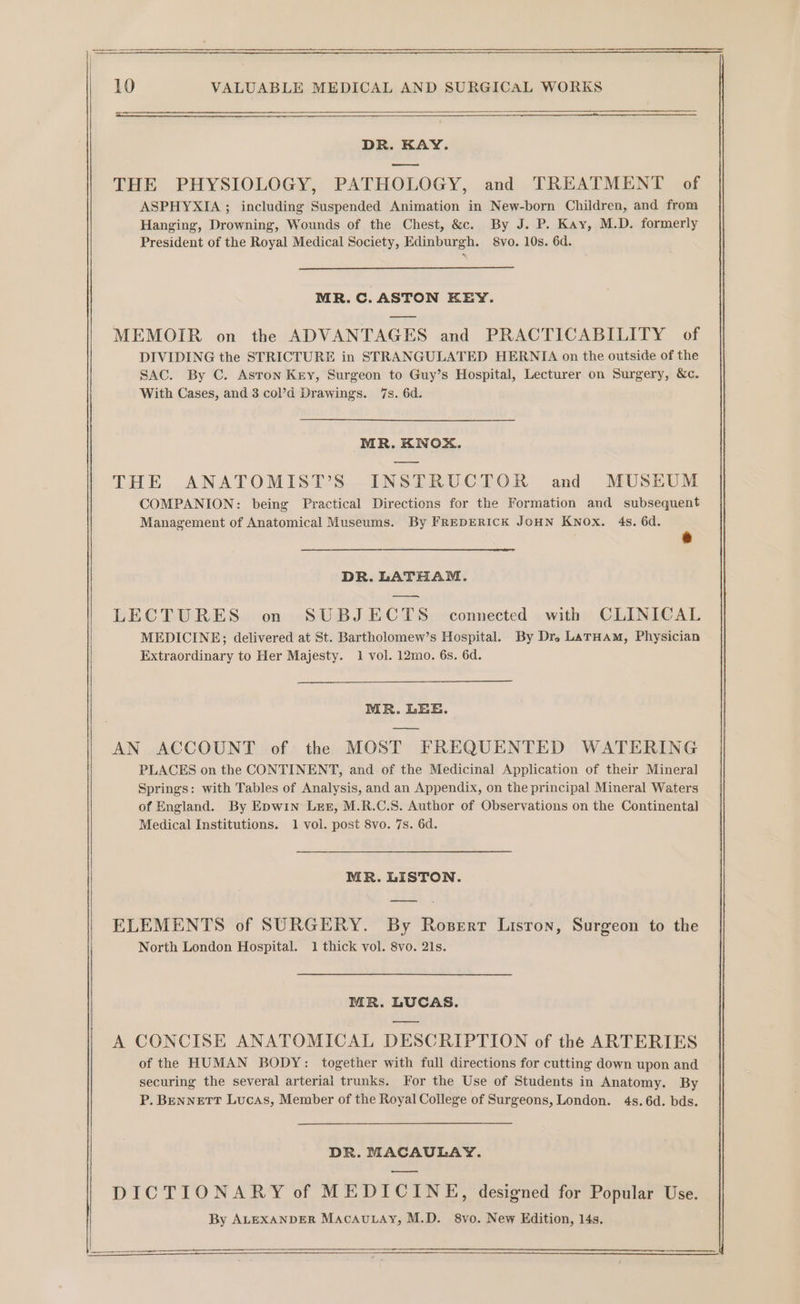 10 VALUABLE MEDICAL AND SURGICAL WORKS
DR. KAY.
THE PHYSIOLOGY, PATHOLOGY, and TREATMENT of
ASPHYXIA; including Suspended Animation in New-born Children, and from
Hanging, Drowning, Wounds of the Chest, &c. By J. P. KAY, M.D. formerly
President of the Royal Medical Society, Edinburgh. 8vo. 10s. 6d.
MR. C. ASTON KEY.
MEMOIR on the ADVANTAGES and PRACTICABILITY of
DIVIDING the STRICTURE in STRANGULATED HERNIA on the outside of the
SAC. By C. ASTON KEY, Surgeon to Guy's Hospital, Lecturer on Surgery, &c.
With Cases, and 3 col'd Drawings. 7s. 6d.
MR. KNOX.
THE ANATOMIST'S INSTRUCTOR and MUSEUM
COMPANION: being Practical Directions for the Formation and subsequent
Management of Anatomical Museums. By FREDERICK JOHN KNOX. 4s. 6d.
DR. LATHAM.
LECTURES on SUBJECTS connected with CLINICAL
MEDICINE; delivered at St. Bartholomew's Hospital. By Dr. LATHAM, Physician
Extraordinary to Her Majesty. 1 vol. 12mo. 6s. 6d.
MR. LEE.
AN ACCOUNT of the MOST FREQUENTED WATERING
PLACES on the CONTINENT, and of the Medicinal Application of their Mineral
Springs: with Tables of Analysis, and an Appendix, on the principal Mineral Waters
of England. By EDWIN LEE, M.R.C.S. Author of Observations on the Continental
Medical Institutions. 1 vol. post 8vo. 7s. 6d.
MR. LISTON.
ELEMENTS of SURGERY. By ROBERT LISTON, Surgeon to the
North London Hospital. 1 thick vol. 8vo. 21s.
MR. LUCAS.
A CONCISE ANATOMICAL DESCRIPTION of the ARTERIES
of the HUMAN BODY: together with full directions for cutting down upon and
securing the several arterial trunks. For the Use of Students in Anatomy. By
P. BENNETT LUCAS, Member of the Royal College of Surgeons, London. 4s. 6d. bds.
DR. MACAULAY.
DICTIONARY of MEDICINE, designed for Popular Use.
By ALEXANDER MACAULAY, M.D. 8vo. New Edition, 14s.